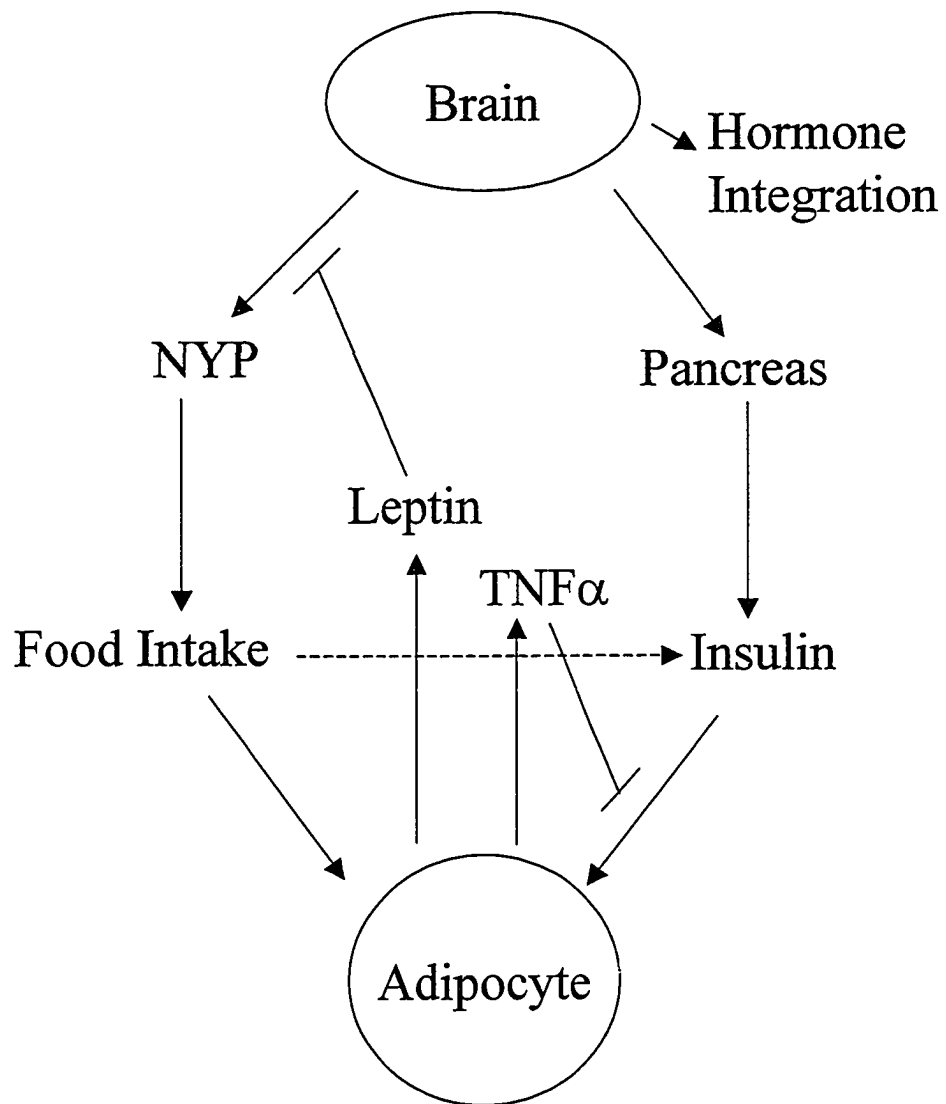 Brain
Hormone
Integration
NYP
Pancreas
Leptin
TNFα
Food Intake
Insulin
Adipocyte